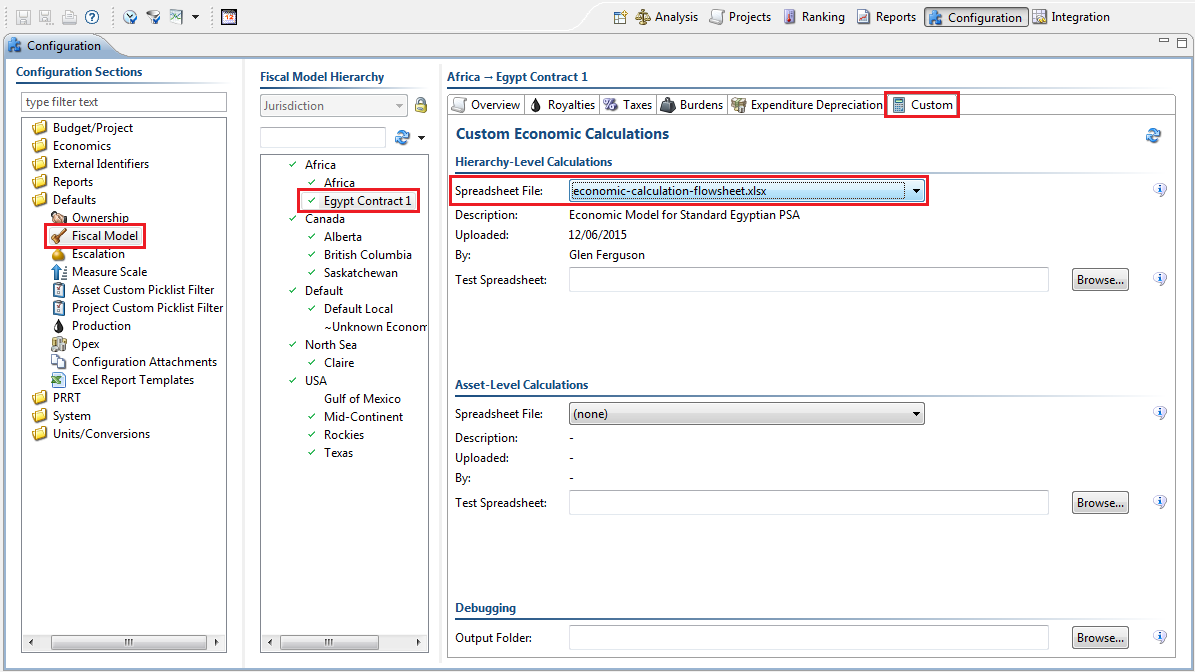 12 Analysis Projects Ranking Reports Configuration Integration
Configuration
Configuration Sections
type filter text
Budget/Project
Economics
External Identifiers
Reports
Defaults
Ownership
Fiscal Model
Escalation
Measure Scale
Asset Custom Picklist Filter
Project Custom Picklist Filter
Production
Opex
Configuration Attachments
Excel Report Templates
PRRT
System
Units/Conversions
Fiscal Model Hierarchy
Jurisdiction
Africa
Africa
Egypt Contract 1
Canada
Alberta
British Columbia
Saskatchewan
Default
Default Local
~Unknown Econom
North Sea
Claire
USA
Gulf of Mexico
Mid-Continent
Rockies
Texas
Africa → Egypt Contract 1
Overview Royalties Taxes Burdens Expenditure Depreciation Custom
Custom Economic Calculations
Hierarchy-Level Calculations
Spreadsheet File: economic-calculation-flowsheet.xlsx
Description: Economic Model for Standard Egyptian PSA
Uploaded: 12/06/2015
By: Glen Ferguson
Test Spreadsheet: Browse...
Asset-Level Calculations
Spreadsheet File: (none)
Description: -
Uploaded: -
By: -
Test Spreadsheet: Browse...
Debugging
Output Folder: Browse...